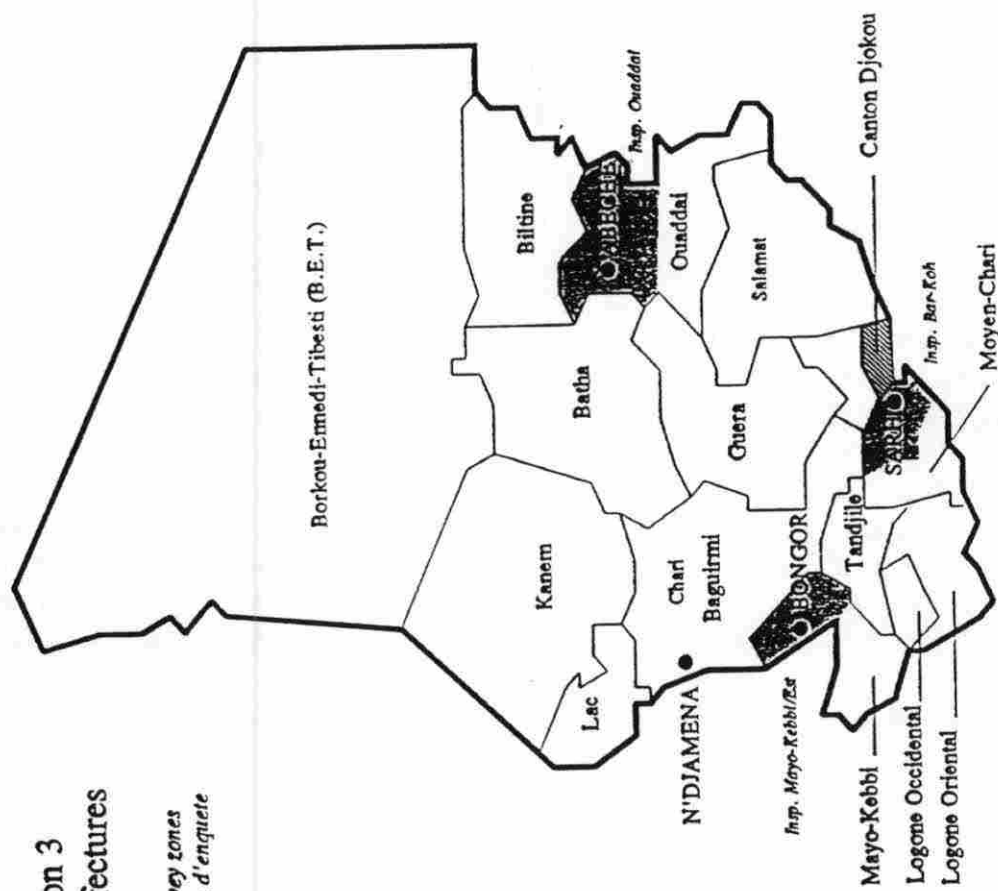 on 3
fectures
ey zones
d'enquete
Borkou-Ennedi-Tibesti (B.E.T.)
Biltine
ABECHE
Insp. Ouaddai
Ouaddai
Salamat
Batha
Guera
Kanem
Lac
Chari
Baguirmi
N'DJAMENA
BONGOR
Insp. Mayo-Kebbi/Est
Tandjile
SARH
Insp. Bar-Koh
Canton Djokou
Moyen-Chari
Mayo-Kebbi
Logone Occidental
Logone Oriental